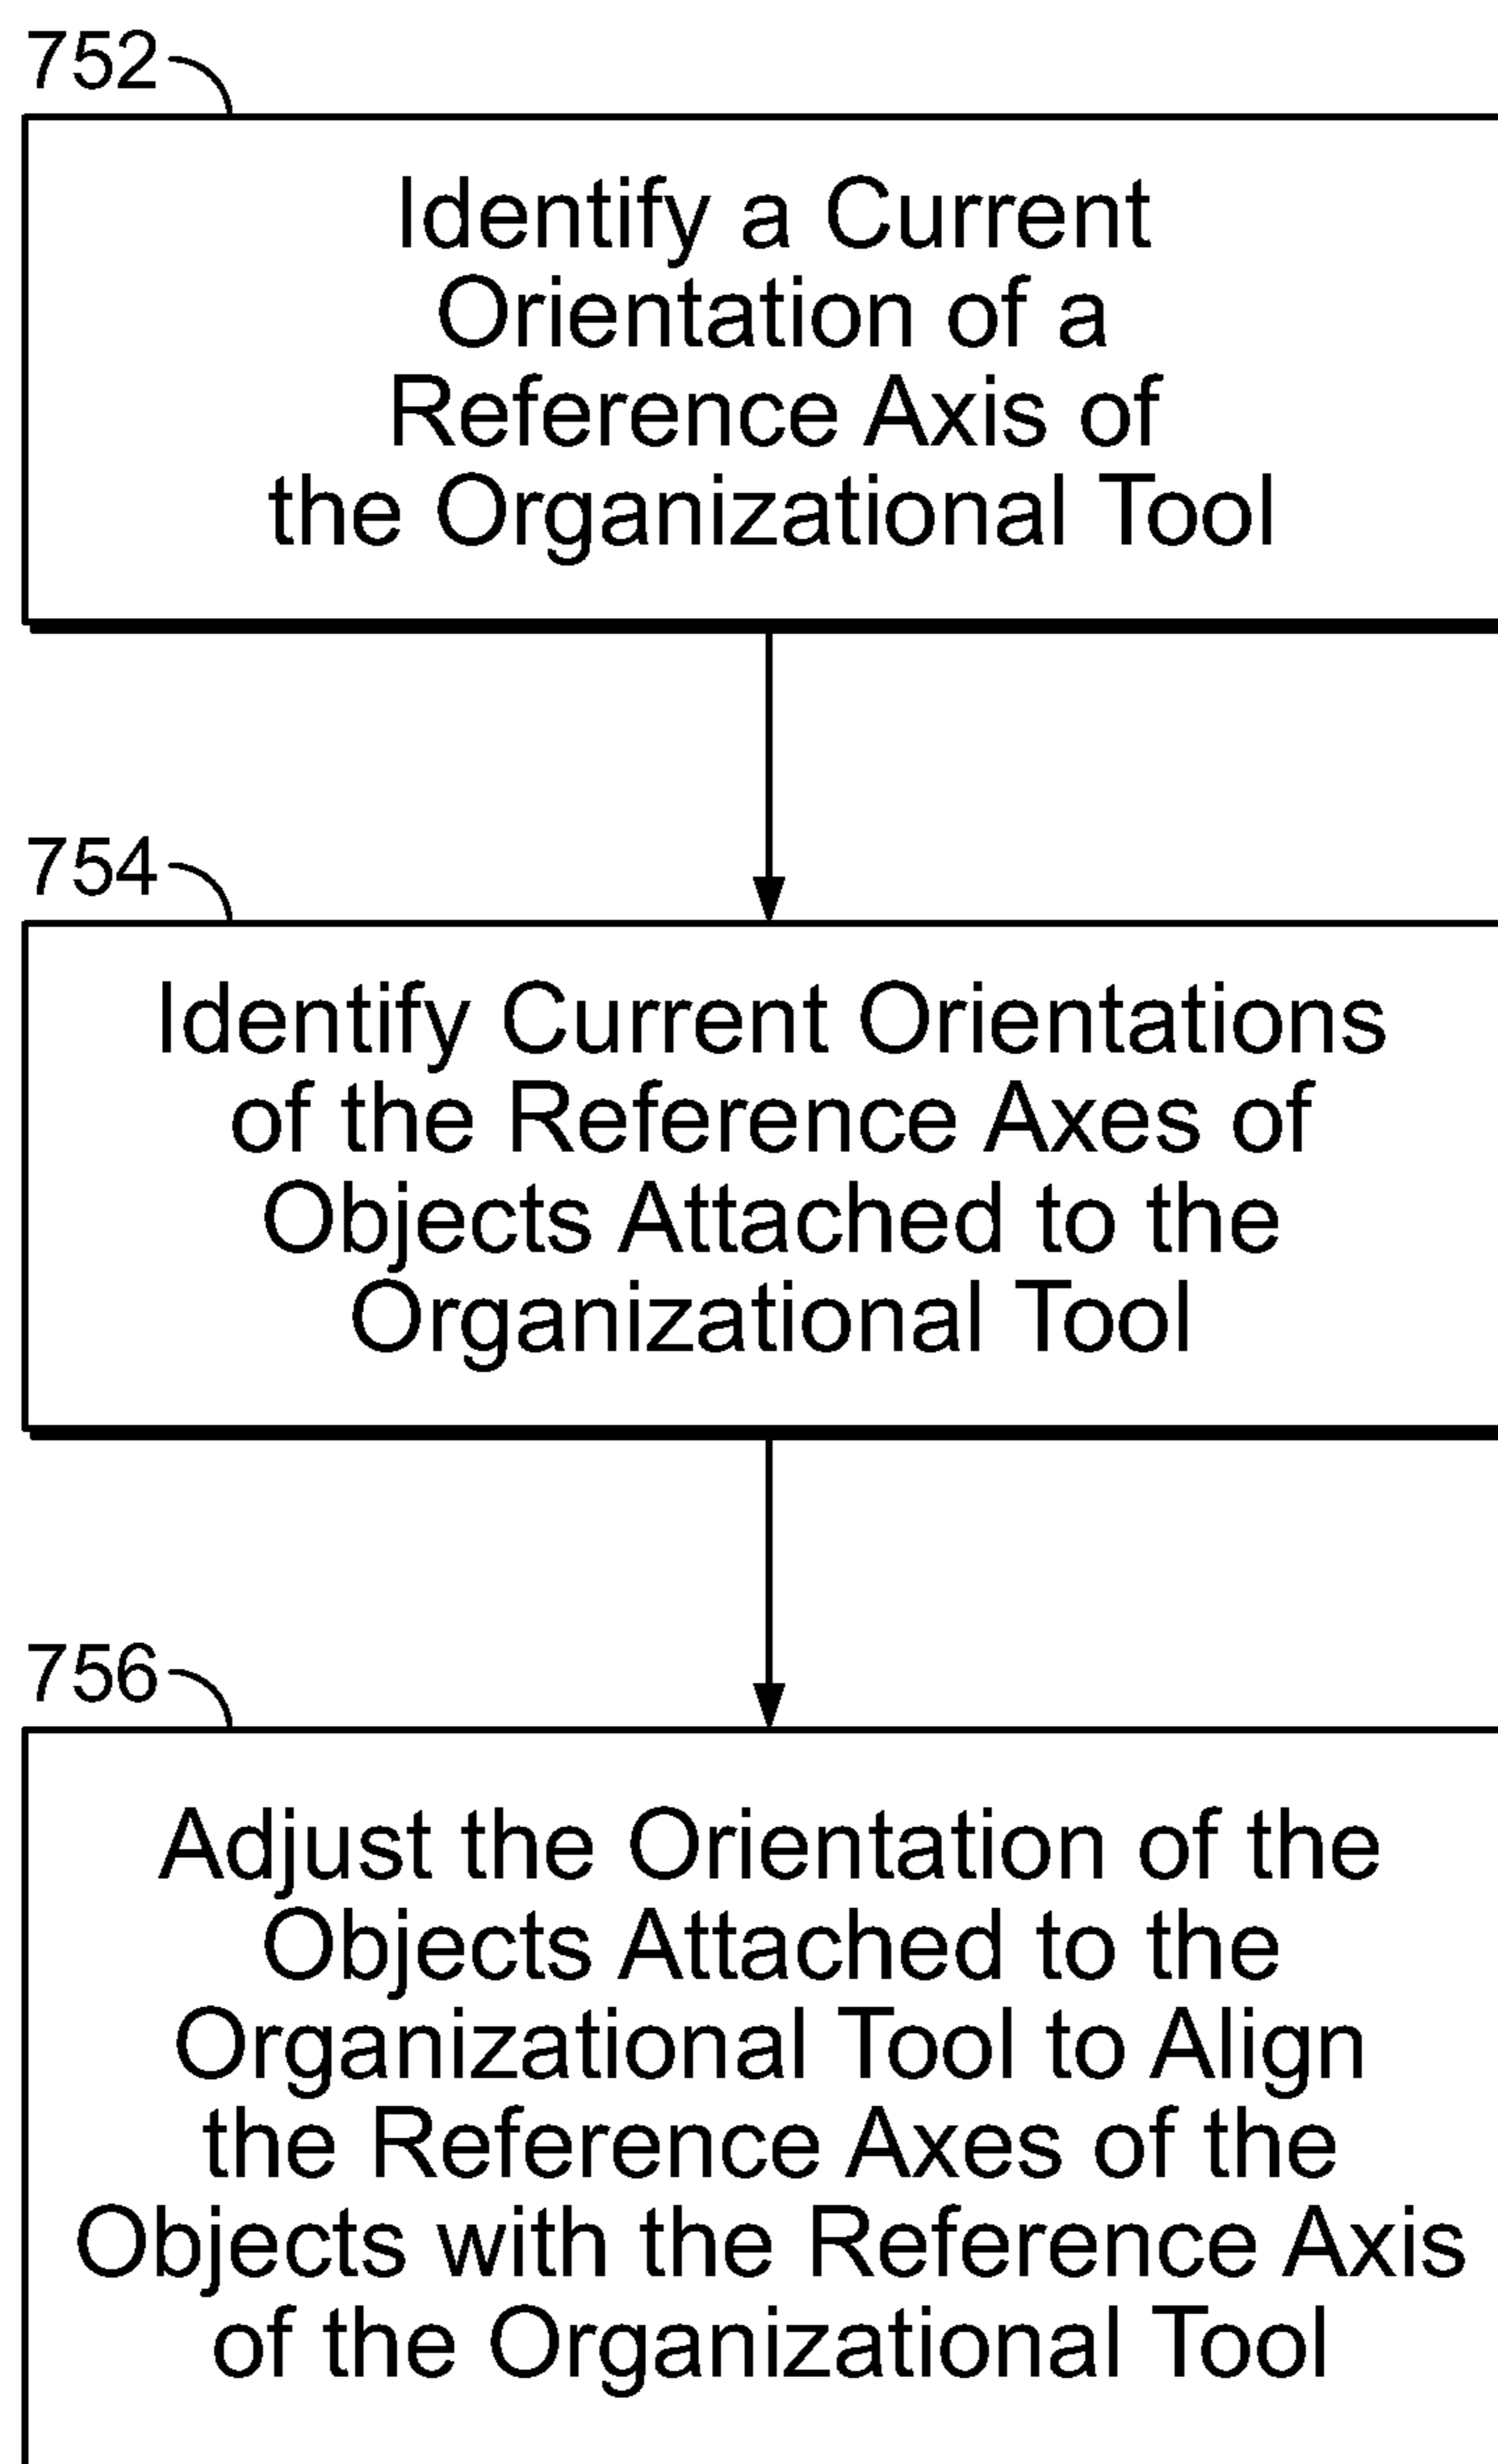 752
Identify a Current
Orientation of a
Reference Axis of
the Organizational Tool
754
Identify Current Orientations
of the Reference Axes of
Objects Attached to the
Organizational Tool
756
Adjust the Orientation of the
Objects Attached to the
Organizational Tool to Align
the Reference Axes of the
Objects with the Reference Axis
of the Organizational Tool